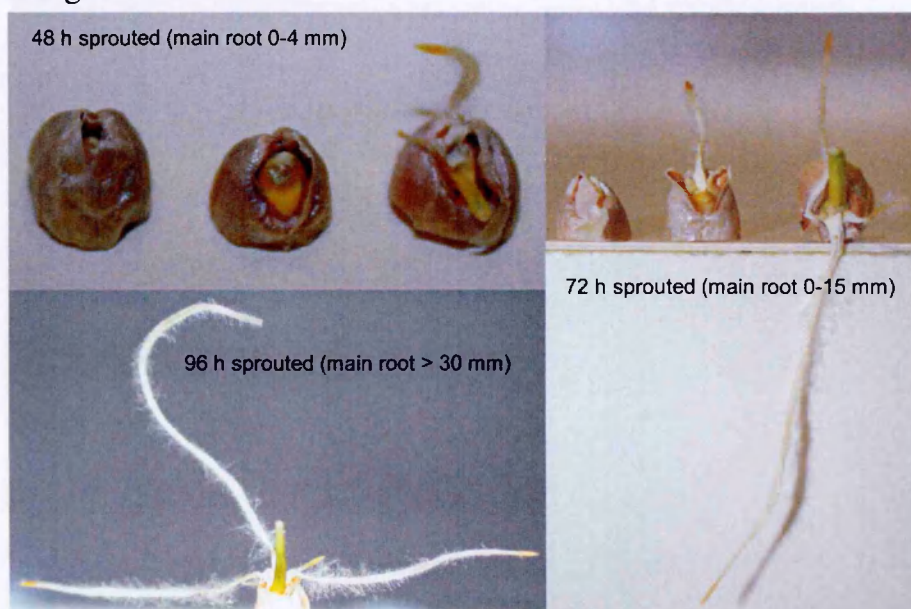 48 h sprouted (main root 0-4 mm)
72 h sprouted (main root 0-15 mm)
96 h sprouted (main root > 30 mm)